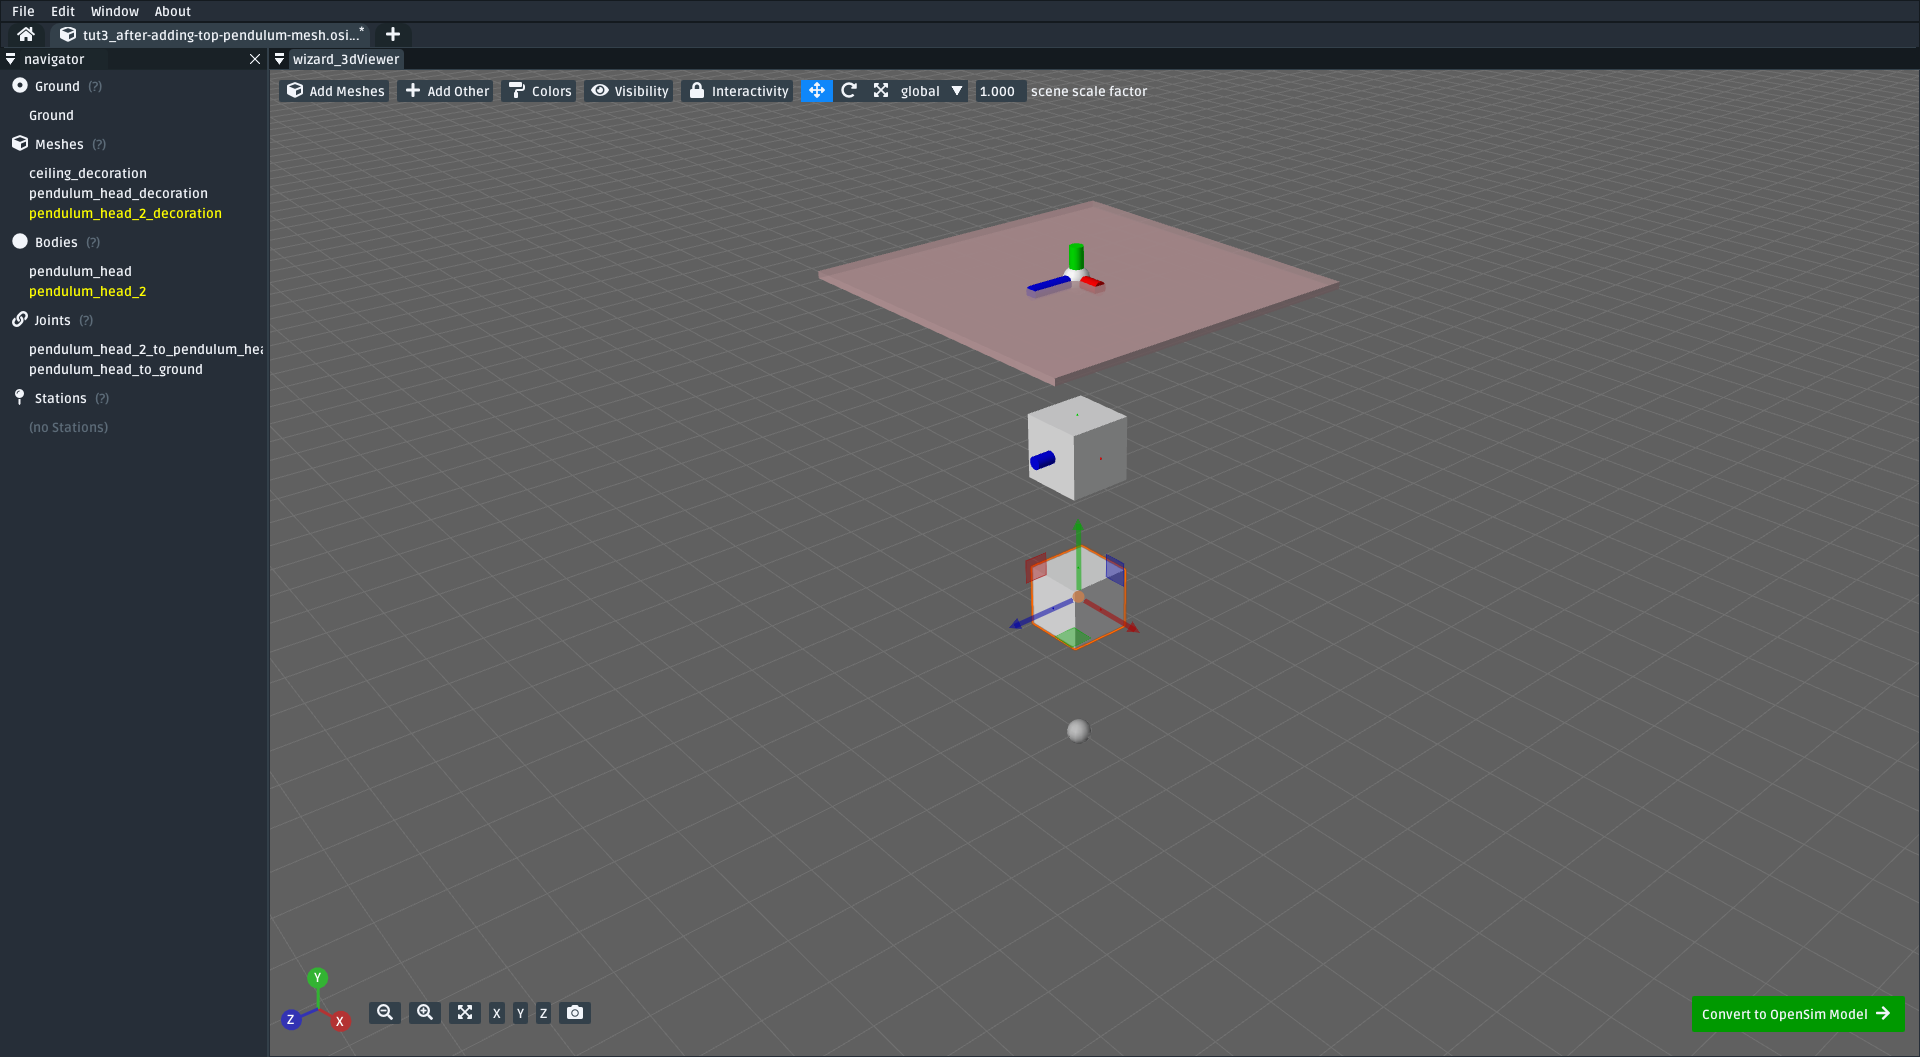 File Edit Window About
tut3_after-adding-top-pendulum-mesh.osi...*
navigator
wizard_3dViewer
Add Meshes Add Other Colors Visibility Interactivity global 1.000 scene scale factor
Ground (?)
Ground
Meshes (?)
ceiling_decoration
pendulum_head_decoration
pendulum_head_2_decoration
Bodies (?)
pendulum_head
pendulum_head_2
Joints (?)
pendulum_head_2_to_pendulum_hea
pendulum_head_to_ground
Stations (?)
(no Stations)
Y
Z X
X Y Z
Convert to OpenSim Model